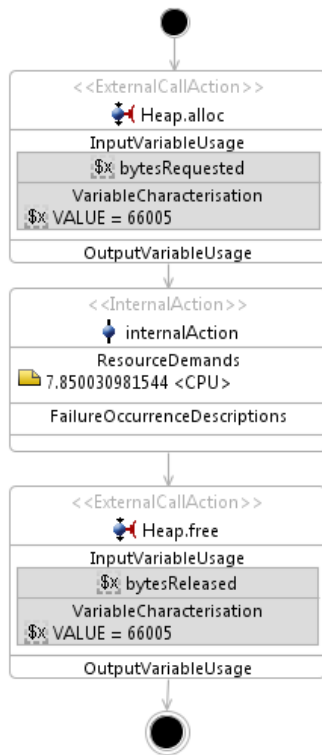 <<ExternalCallAction>>
Heap.alloc
InputVariableUsage
$x bytesRequested
VariableCharacterisation
$x VALUE = 66005
OutputVariableUsage
<<InternalAction>>
internalAction
ResourceDemands
7.850030981544 <CPU>
FailureOccurrenceDescriptions
<<ExternalCallAction>>
Heap.free
InputVariableUsage
$x bytesReleased
VariableCharacterisation
$x VALUE = 66005
OutputVariableUsage